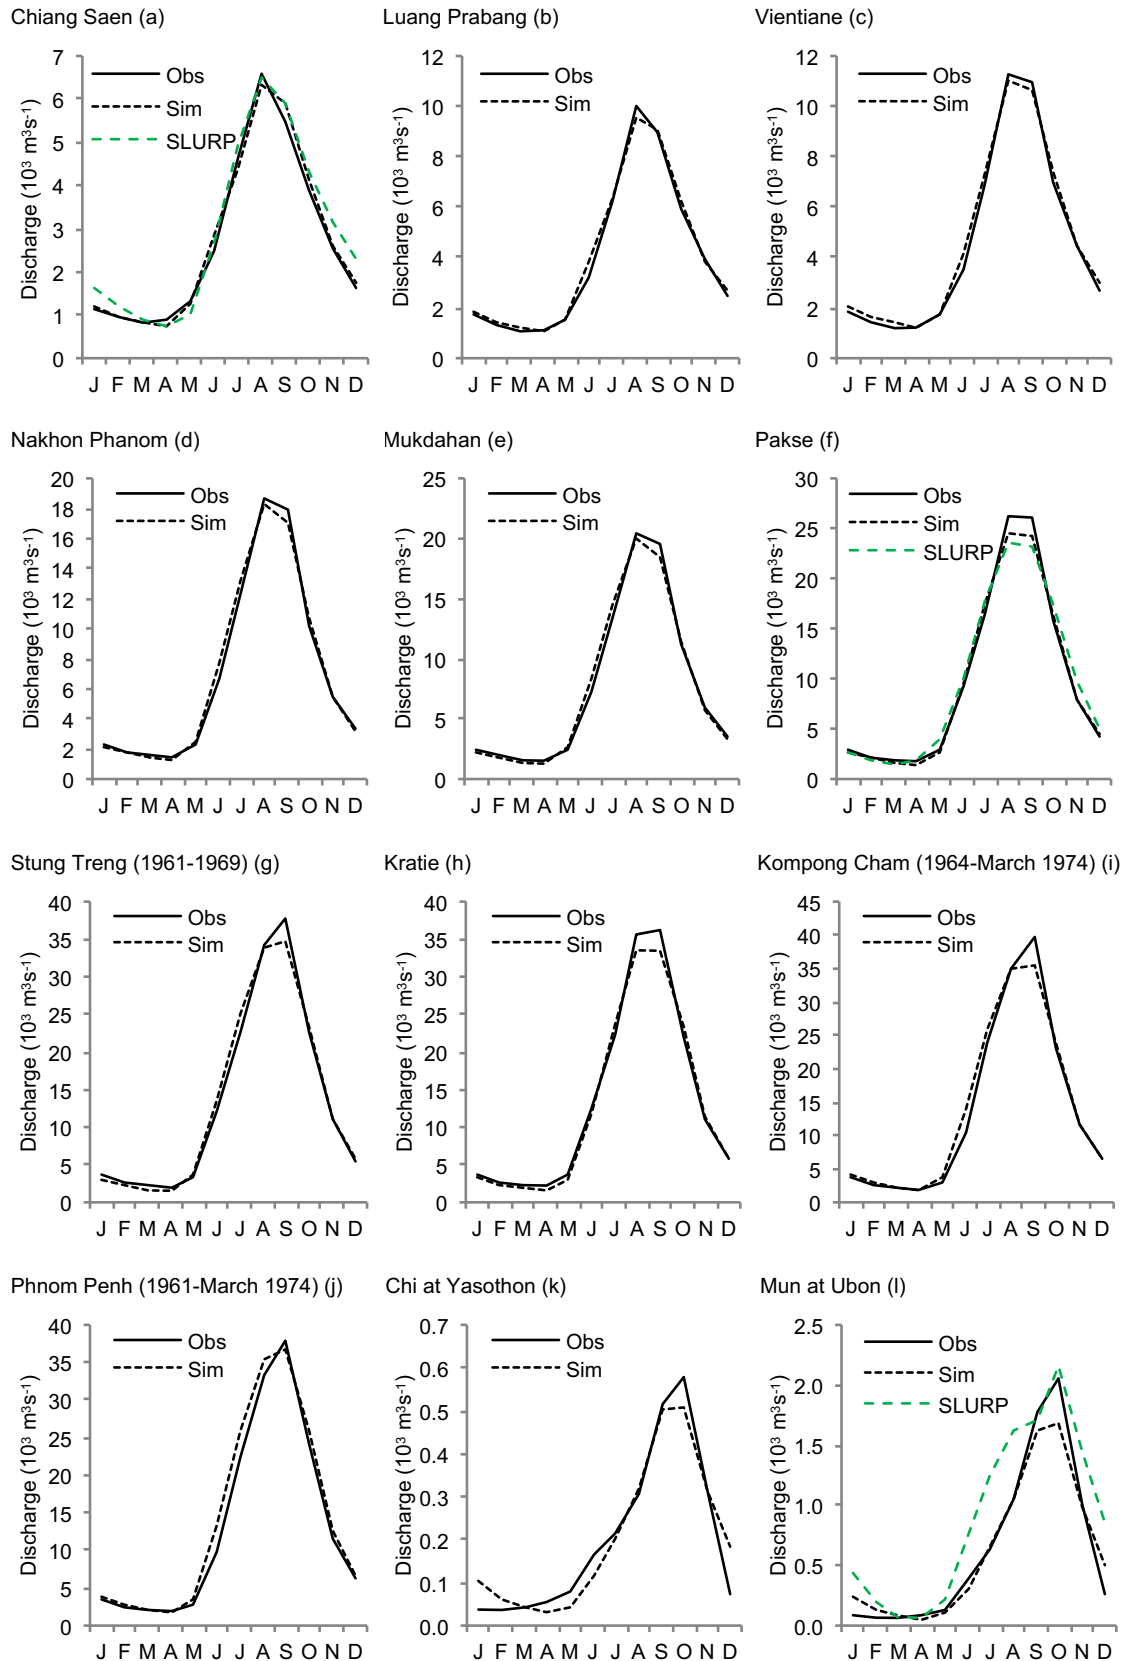 Chiang Saen (a)
Discharge (10³ m³s⁻¹)
7
6
5
4
3
2
1
0
Obs
Sim
SLURP
J F M A M J J A S O N D
Luang Prabang (b)
Discharge (10³ m³s⁻¹)
12
10
8
6
4
2
0
Obs
Sim
J F M A M J J A S O N D
Vientiane (c)
Discharge (10³ m³s⁻¹)
12
10
8
6
4
2
0
Obs
Sim
J F M A M J J A S O N D
Nakhon Phanom (d)
Discharge (10³ m³s⁻¹)
20
18
16
14
12
10
8
6
4
2
0
Obs
Sim
J F M A M J J A S O N D
Mukdahan (e)
Discharge (10³ m³s⁻¹)
25
20
15
10
5
0
Obs
Sim
J F M A M J J A S O N D
Pakse (f)
Discharge (10³ m³s⁻¹)
30
25
20
15
10
5
0
Obs
Sim
SLURP
J F M A M J J A S O N D
Stung Treng (1961-1969) (g)
Discharge (10³ m³s⁻¹)
40
35
30
25
20
15
10
5
0
Obs
Sim
J F M A M J J A S O N D
Kratie (h)
Discharge (10³ m³s⁻¹)
40
35
30
25
20
15
10
5
0
Obs
Sim
J F M A M J J A S O N D
Kompong Cham (1964-March 1974) (i)
Discharge (10³ m³s⁻¹)
45
40
35
30
25
20
15
10
5
0
Obs
Sim
J F M A M J J A S O N D
Phnom Penh (1961-March 1974) (j)
Discharge (10³ m³s⁻¹)
40
35
30
25
20
15
10
5
0
Obs
Sim
J F M A M J J A S O N D
Chi at Yasothon (k)
Discharge (10³ m³s⁻¹)
0.7
0.6
0.5
0.4
0.3
0.2
0.1
0.0
Obs
Sim
J F M A M J J A S O N D
Mun at Ubon (l)
Discharge (10³ m³s⁻¹)
2.5
2.0
1.5
1.0
0.5
0.0
Obs
Sim
SLURP
J F M A M J J A S O N D